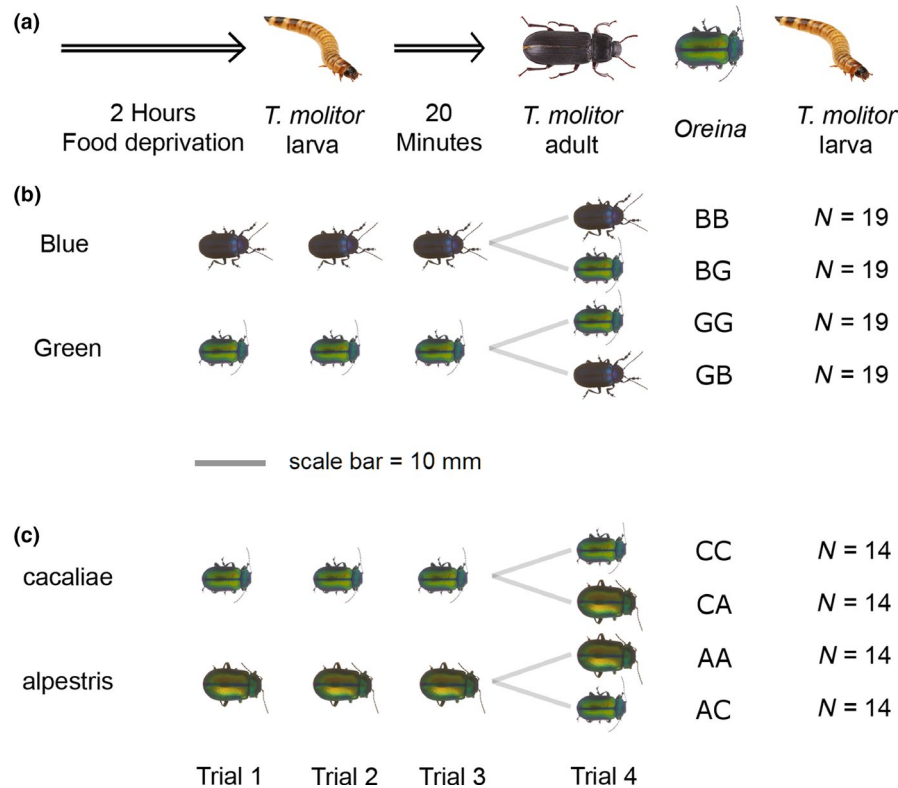 (a)
2 Hours
Food deprivation
T. molitor
larva
20
Minutes
T. molitor
adult
Oreina
T. molitor
larva
(b)
Blue
BB
N = 19
BG
N = 19
Green
GG
N = 19
GB
N = 19
scale bar = 10 mm
(c)
cacaliae
CC
N = 14
CA
N = 14
alpestris
AA
N = 14
AC
N = 14
Trial 1 Trial 2 Trial 3 Trial 4